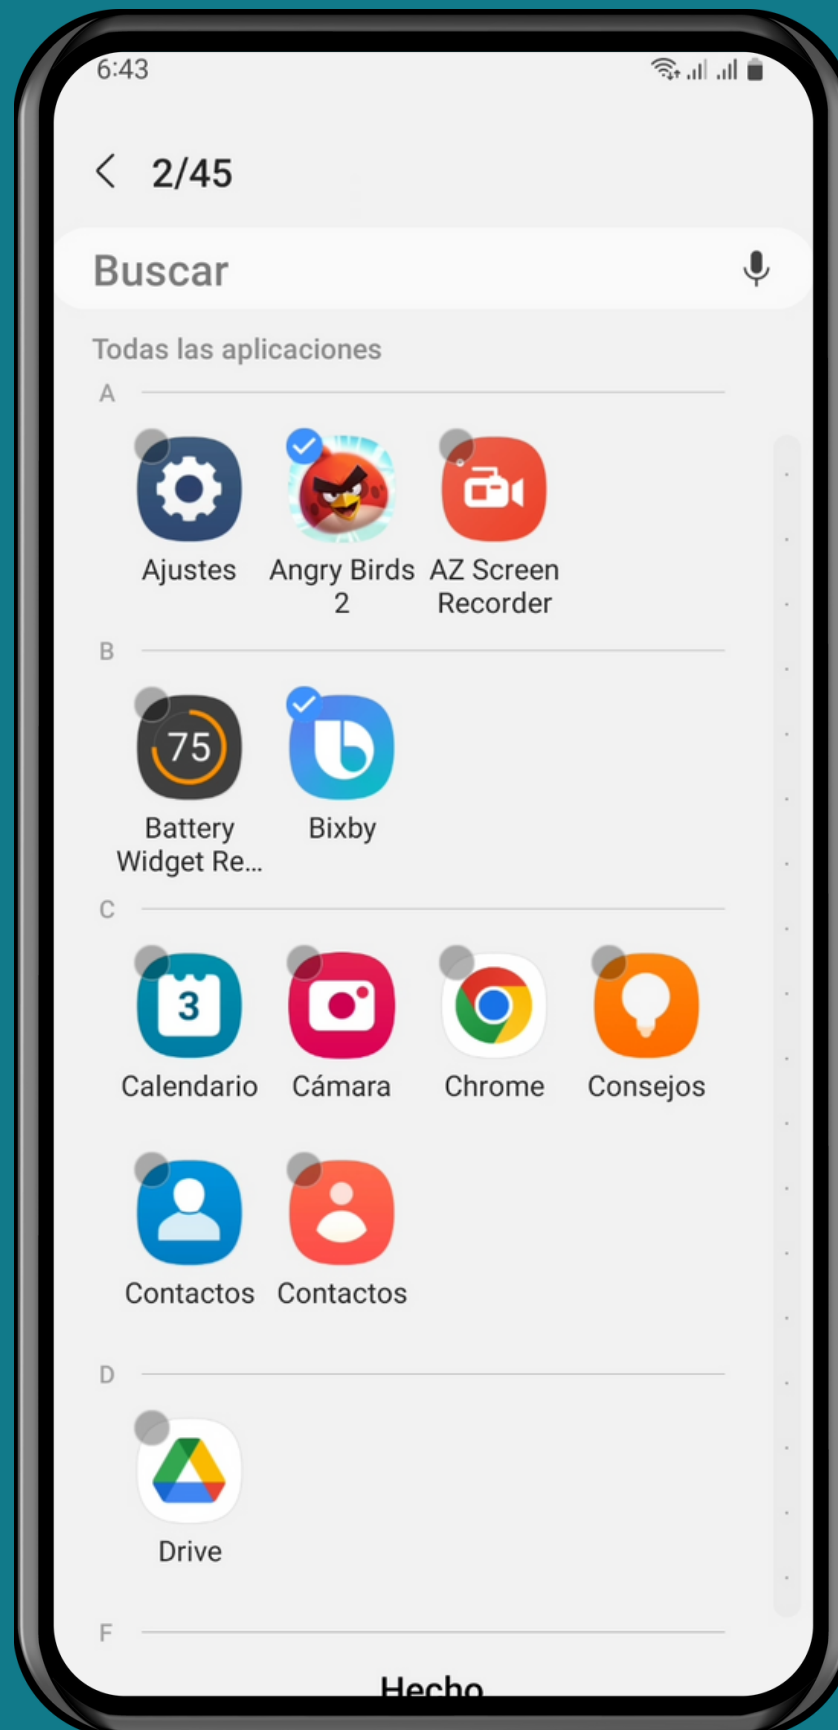 6:43
2/45
Buscar
Todas las aplicaciones
A
Ajustes
Angry Birds
2
AZ Screen
Recorder
B
75
Battery
Widget Re...
Bixby
C
3
Calendario
Cámara
Chrome
Consejos
Contactos
Contactos
D
Drive
F
Hecho